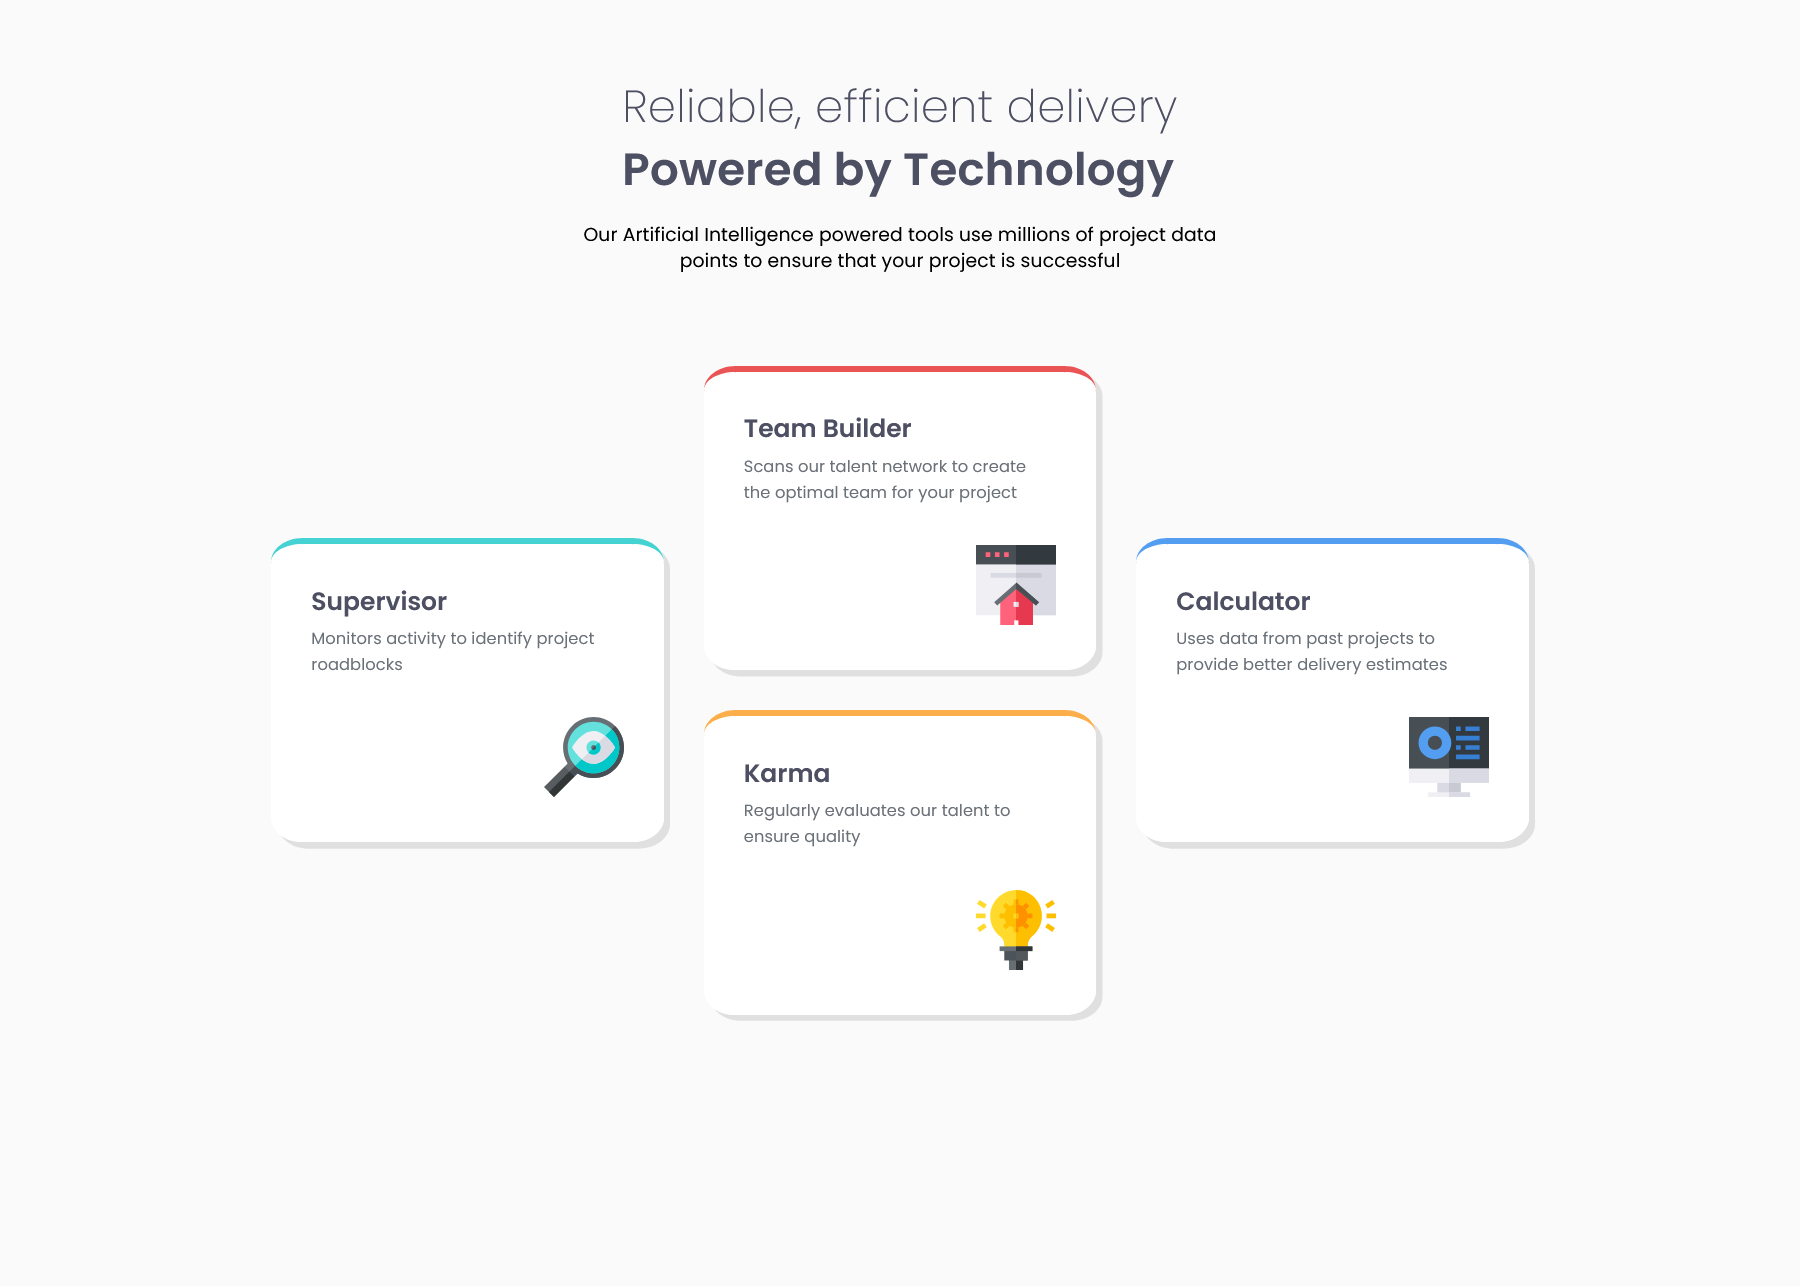 Reliable, efficient delivery
Powered by Technology
Our Artificial Intelligence powered tools use millions of project data
points to ensure that your project is successful
Team Builder
Scans our talent network to create
the optimal team for your project
Supervisor
Monitors activity to identify project
roadblocks
Calculator
Uses data from past projects to
provide better delivery estimates
Karma
Regularly evaluates our talent to
ensure quality